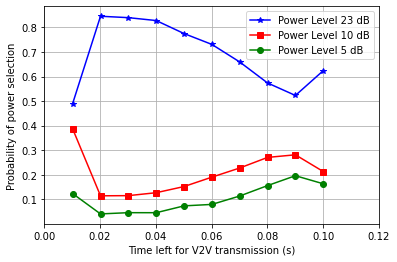 Probability of power selection
0.8
0.7
0.6
0.5
0.4
0.3
0.2
0.1
Power Level 23 dB
Power Level 10 dB
Power Level 5 dB
0.00 0.02 0.04 0.06 0.08 0.10 0.12
Time left for V2V transmission (s)